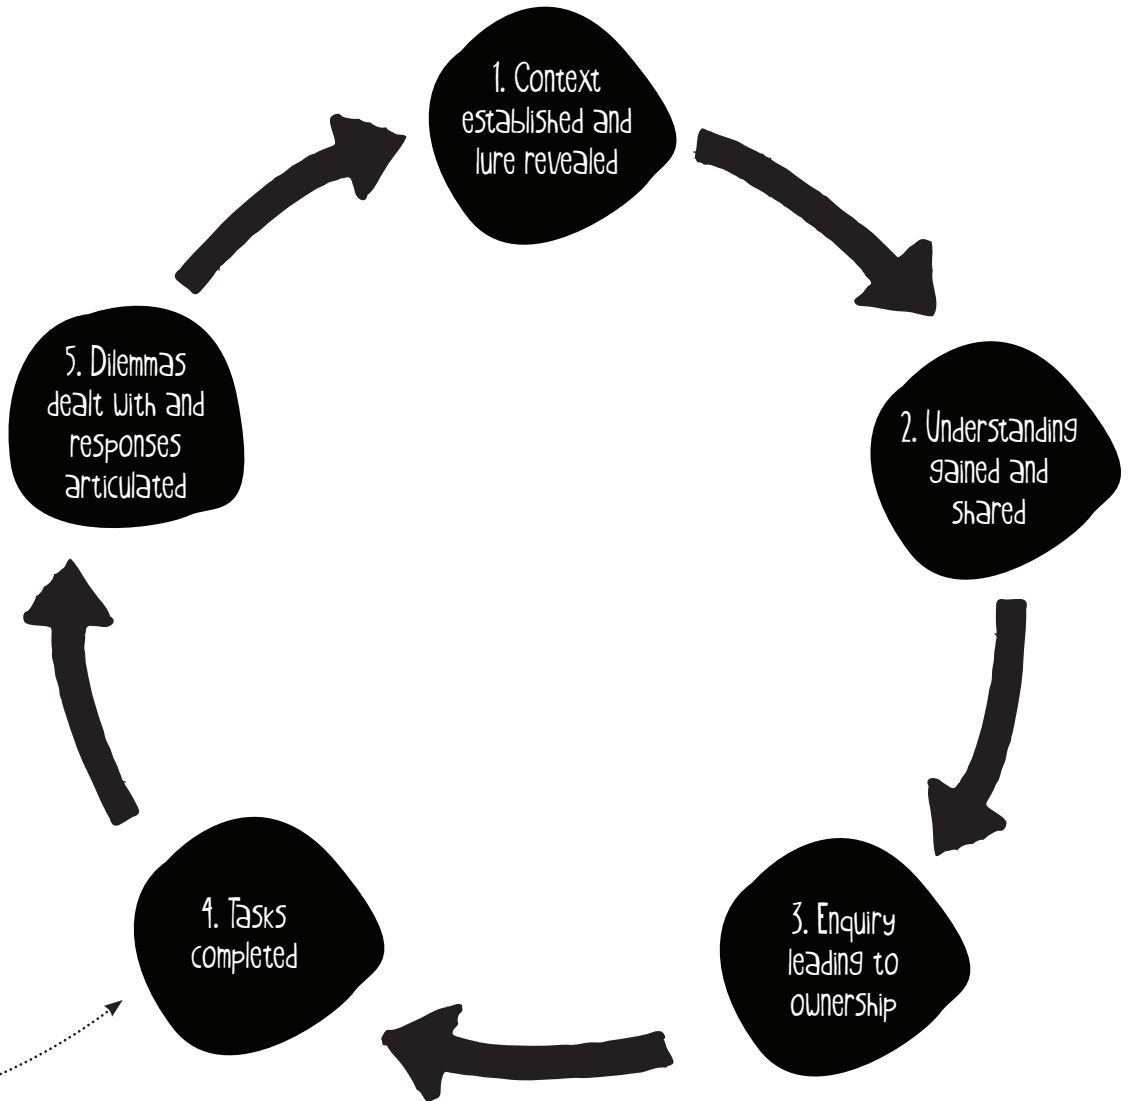 1. Context
established and
lure revealed
2. Understanding
gained and
shared
3. Enquiry
leading to
ownership
4. Tasks
completed
5. Dilemmas
dealt with and
responses
articulated